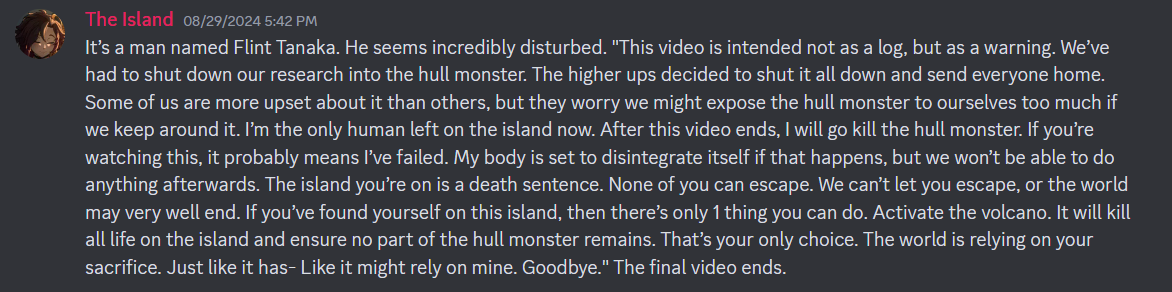 The Island 08/29/2024 5:42 PM
It’s a man named Flint Tanaka. He seems incredibly disturbed. "This video is intended not as a log, but as a warning. We’ve
had to shut down our research into the hull monster. The higher ups decided to shut it all down and send everyone home.
Some of us are more upset about it than others, but they worry we might expose the hull monster to ourselves too much if
we keep around it. I’m the only human left on the island now. After this video ends, I will go kill the hull monster. If you’re
watching this, it probably means I’ve failed. My body is set to disintegrate itself if that happens, but we won’t be able to do
anything afterwards. The island you’re on is a death sentence. None of you can escape. We can’t let you escape, or the world
may very well end. If you’ve found yourself on this island, then there’s only 1 thing you can do. Activate the volcano. It will kill
all life on the island and ensure no part of the hull monster remains. That’s your only choice. The world is relying on your
sacrifice. Just like it has- Like it might rely on mine. Goodbye." The final video ends.